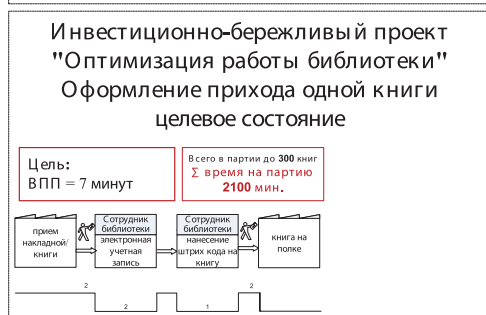 Инвестиционно-бережливый проект
"Оптимизация работы библиотеки"
Оформление прихода одной книги
целевое состояние
Цель:
ВПП = 7 минут
Всего в партии до 300 книг
∑ время на партию
2100 мин.
прием
накладной/
книги
Сотрудник
библиотеки
электронная
учетная
запись
Сотрудник
библиотеки
нанесение
штрих кода на
книгу
книга на
полке
2
2
1
2